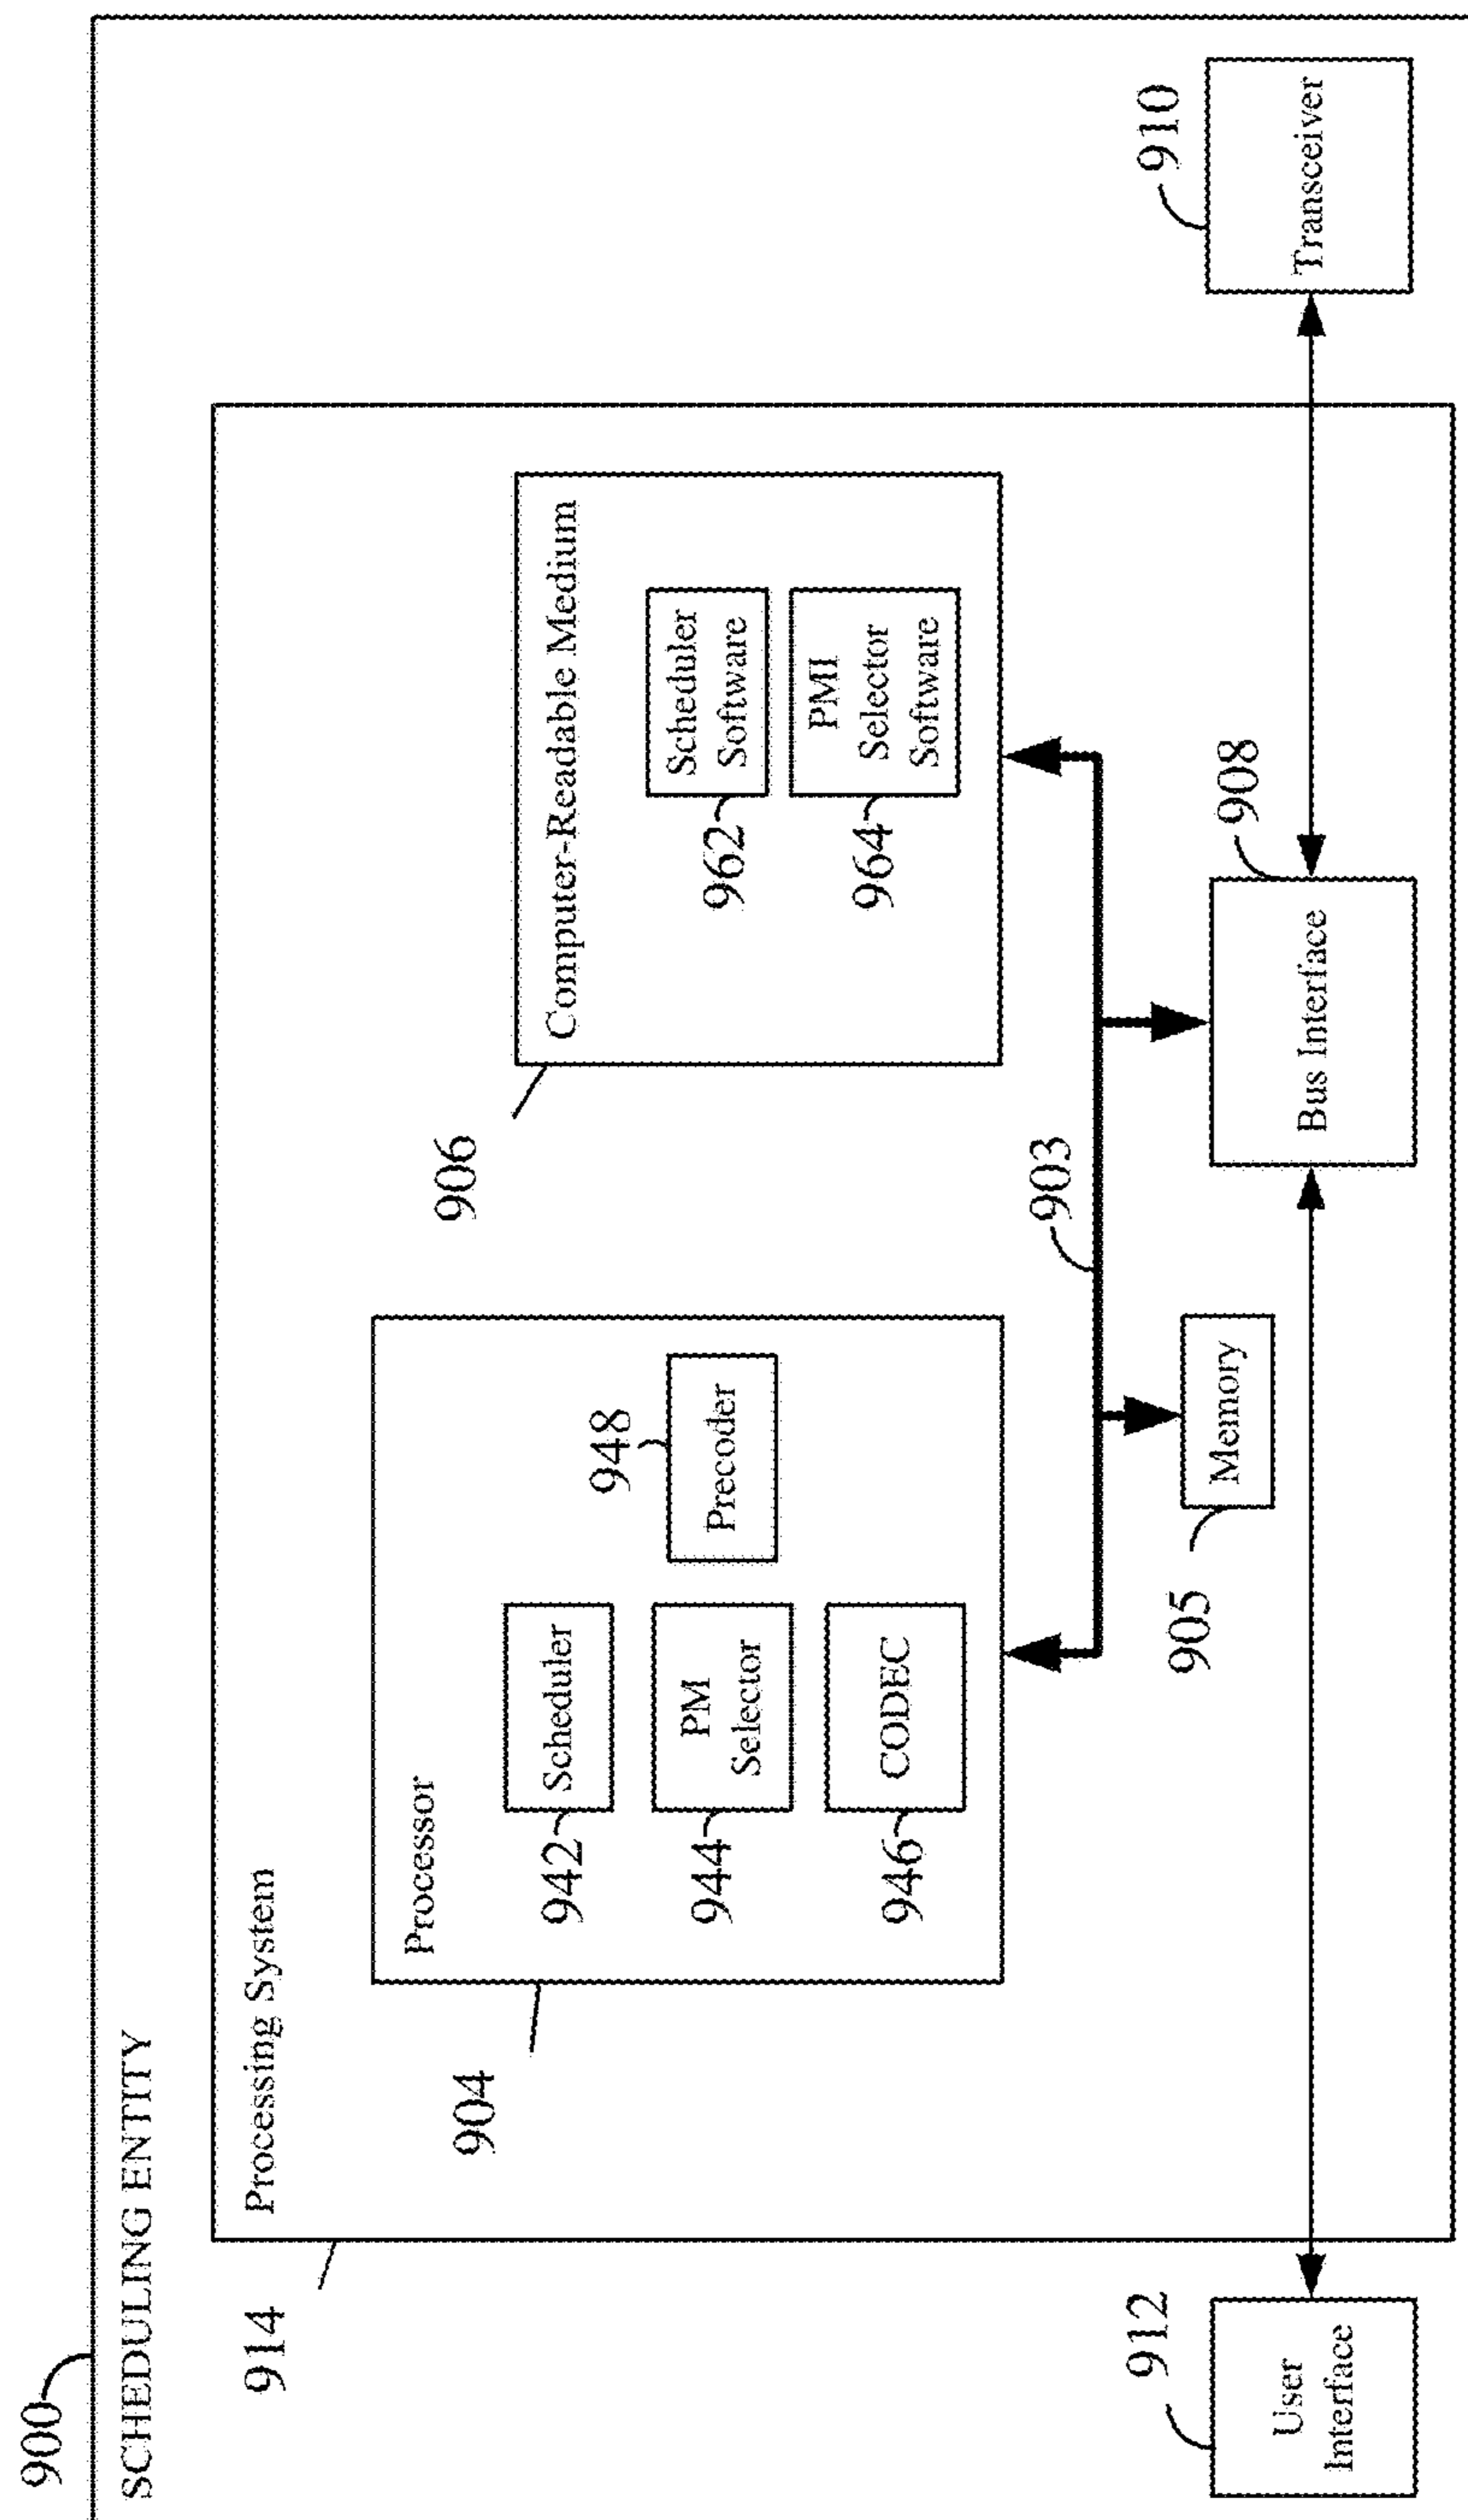 900
SCHEDULING ENTITY
914
Processing System
904
Processor
942
Scheduler
944
PM
Selector
946
CODEC
948
Precoder
906
Computer-Readable Medium
962
Scheduler
Software
964
PMI
Selector
Software
903
905
Memory
908
Bus Interface
912
User
Interface
910
Transceiver